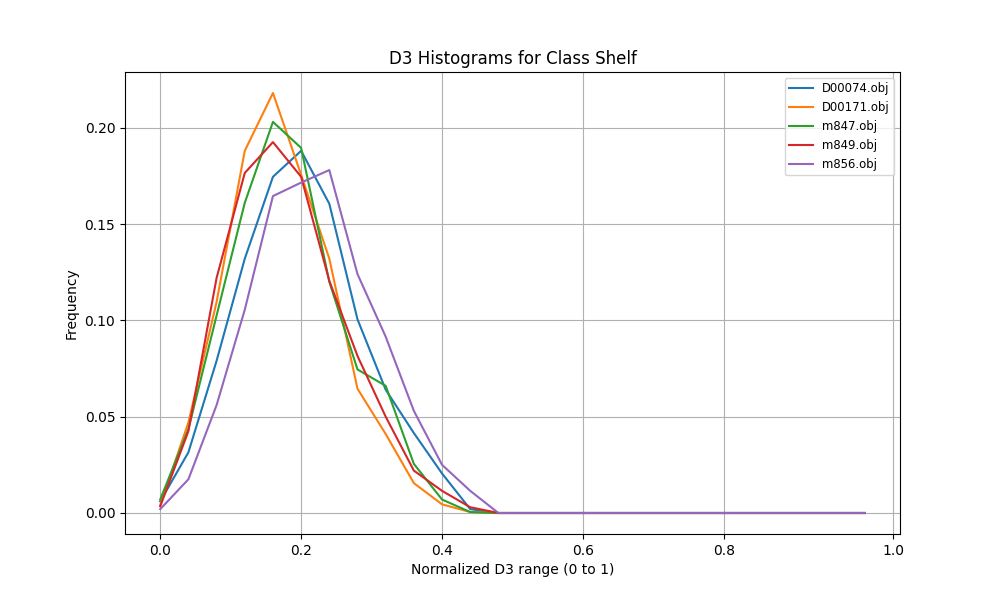 D3 Histograms for Class Shelf
D00074.obj
D00171.obj
m847.obj
m849.obj
m856.obj
Frequency
0.20
0.15
0.10
0.05
0.00
0.0 0.2 0.4 0.6 0.8 1.0
Normalized D3 range (0 to 1)